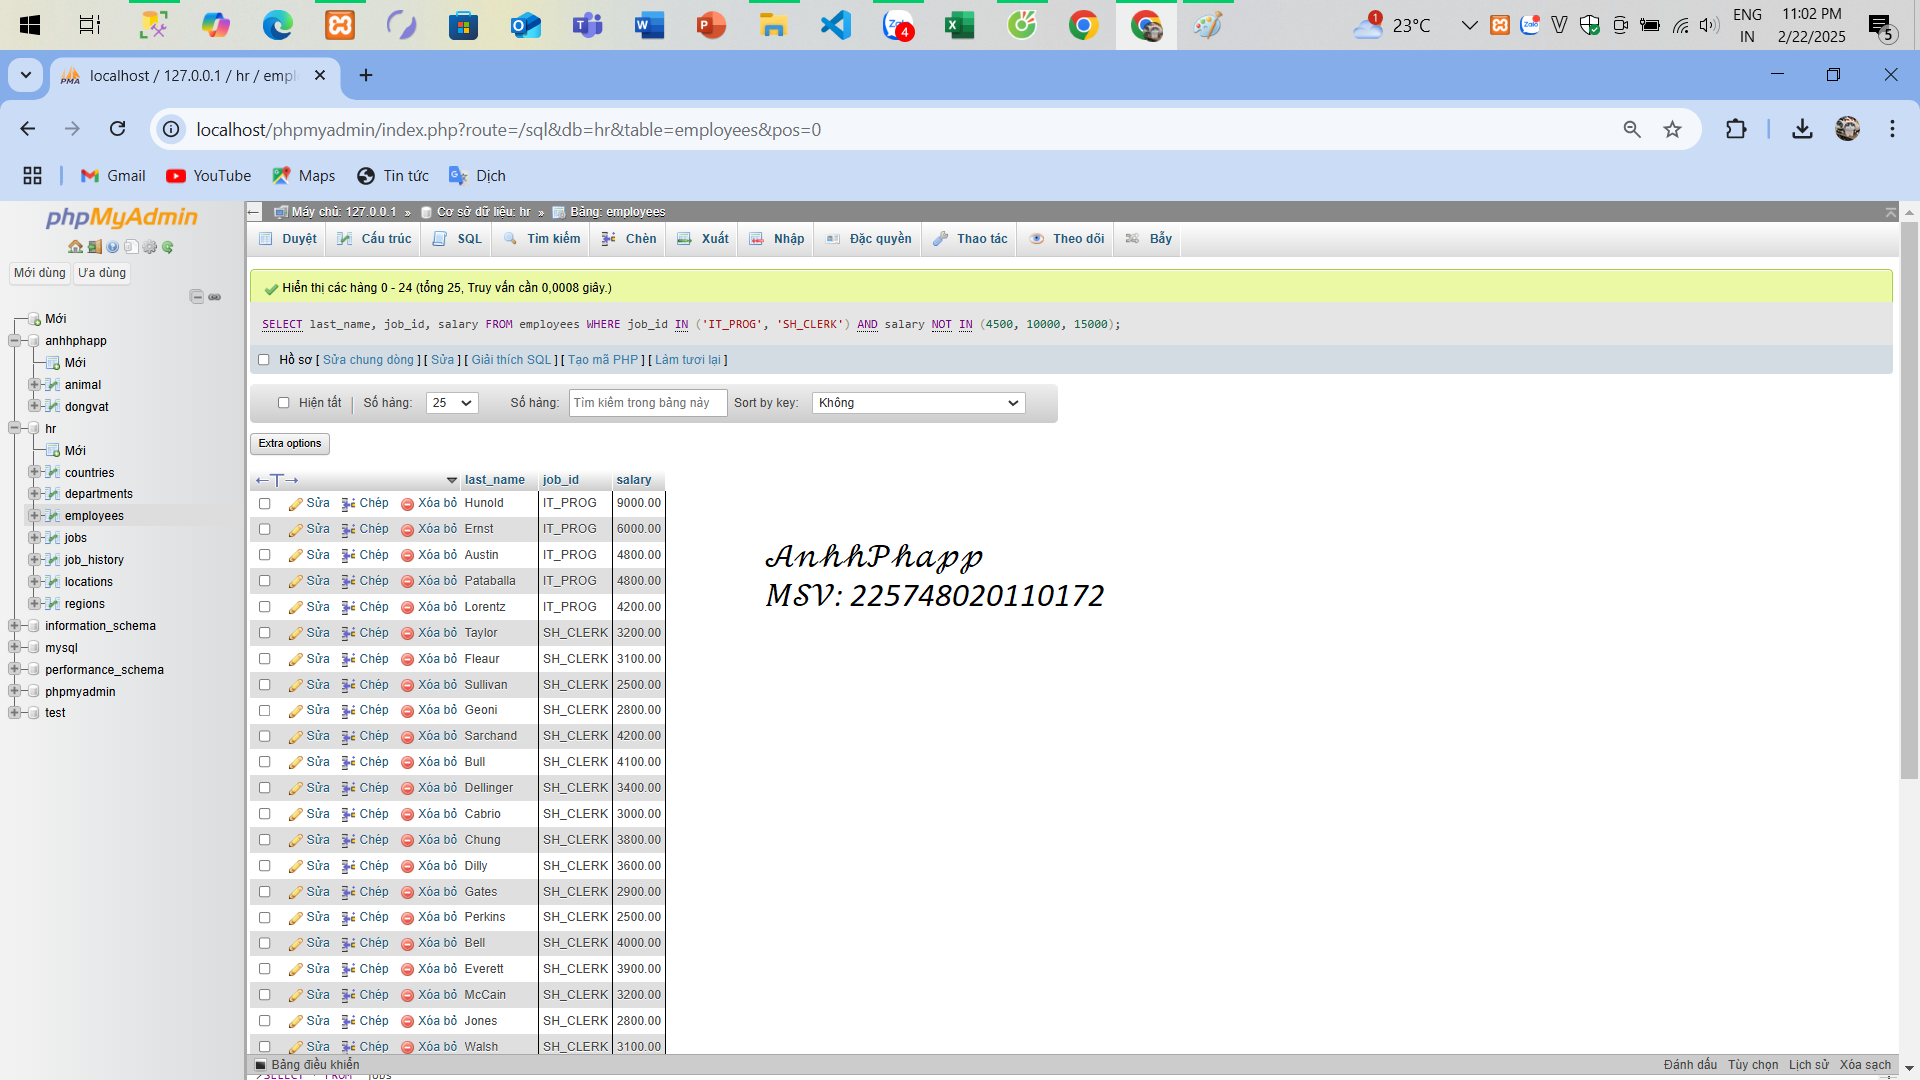 23°C
ENG
IN
11:02 PM
2/22/2025
5
localhost / 127.0.0.1 / hr / empl
localhost/phpmyadmin/index.php?route=/sql&db=hr&table=employees&pos=0
Gmail YouTube Maps Tin tức Dịch
phpMyAdmin
Mới dùng Ưa dùng
Mới
anhhphapp
Mới
animal
dongvat
hr
Mới
countries
departments
employees
jobs
job_history
locations
regions
information_schema
mysql
performance_schema
phpmyadmin
test
Máy chủ: 127.0.0.1 » Cơ sở dữ liệu: hr » Bảng: employees
Duyệt Cấu trúc SQL Tìm kiếm Chèn Xuất Nhập Đặc quyền Thao tác Theo dõi Bẫy
Hiển thị các hàng 0 - 24 (tổng 25, Truy vấn cần 0,0008 giây.)
SELECT last_name, job_id, salary FROM employees WHERE job_id IN ('IT_PROG', 'SH_CLERK') AND salary NOT IN (4500, 10000, 15000);
Hồ sơ [ Sửa chung dòng ] [ Sửa ] [ Giải thích SQL ] [ Tạo mã PHP ] [ Làm tươi lại ]
Hiện tất Số hàng: 25 Số hàng: Tìm kiếm trong bảng này Sort by key: Không
Extra options
←T→ last_name job_id salary
Sửa Chép Xóa bỏ Hunold IT_PROG 9000.00
Sửa Chép Xóa bỏ Ernst IT_PROG 6000.00
Sửa Chép Xóa bỏ Austin IT_PROG 4800.00
Sửa Chép Xóa bỏ Pataballa IT_PROG 4800.00
Sửa Chép Xóa bỏ Lorentz IT_PROG 4200.00
Sửa Chép Xóa bỏ Taylor SH_CLERK 3200.00
Sửa Chép Xóa bỏ Fleaur SH_CLERK 3100.00
Sửa Chép Xóa bỏ Sullivan SH_CLERK 2500.00
Sửa Chép Xóa bỏ Geoni SH_CLERK 2800.00
Sửa Chép Xóa bỏ Sarchand SH_CLERK 4200.00
Sửa Chép Xóa bỏ Bull SH_CLERK 4100.00
Sửa Chép Xóa bỏ Dellinger SH_CLERK 3400.00
Sửa Chép Xóa bỏ Cabrio SH_CLERK 3000.00
Sửa Chép Xóa bỏ Chung SH_CLERK 3800.00
Sửa Chép Xóa bỏ Dilly SH_CLERK 3600.00
Sửa Chép Xóa bỏ Gates SH_CLERK 2900.00
Sửa Chép Xóa bỏ Perkins SH_CLERK 2500.00
Sửa Chép Xóa bỏ Bell SH_CLERK 4000.00
Sửa Chép Xóa bỏ Everett SH_CLERK 3900.00
Sửa Chép Xóa bỏ McCain SH_CLERK 3200.00
Sửa Chép Xóa bỏ Jones SH_CLERK 2800.00
Sửa Chép Xóa bỏ Walsh SH_CLERK 3100.00
AnhhPhapp
MSV: 225748020110172
Bảng điều khiển Đánh dấu Tùy chọn Lịch sử Xóa sạch